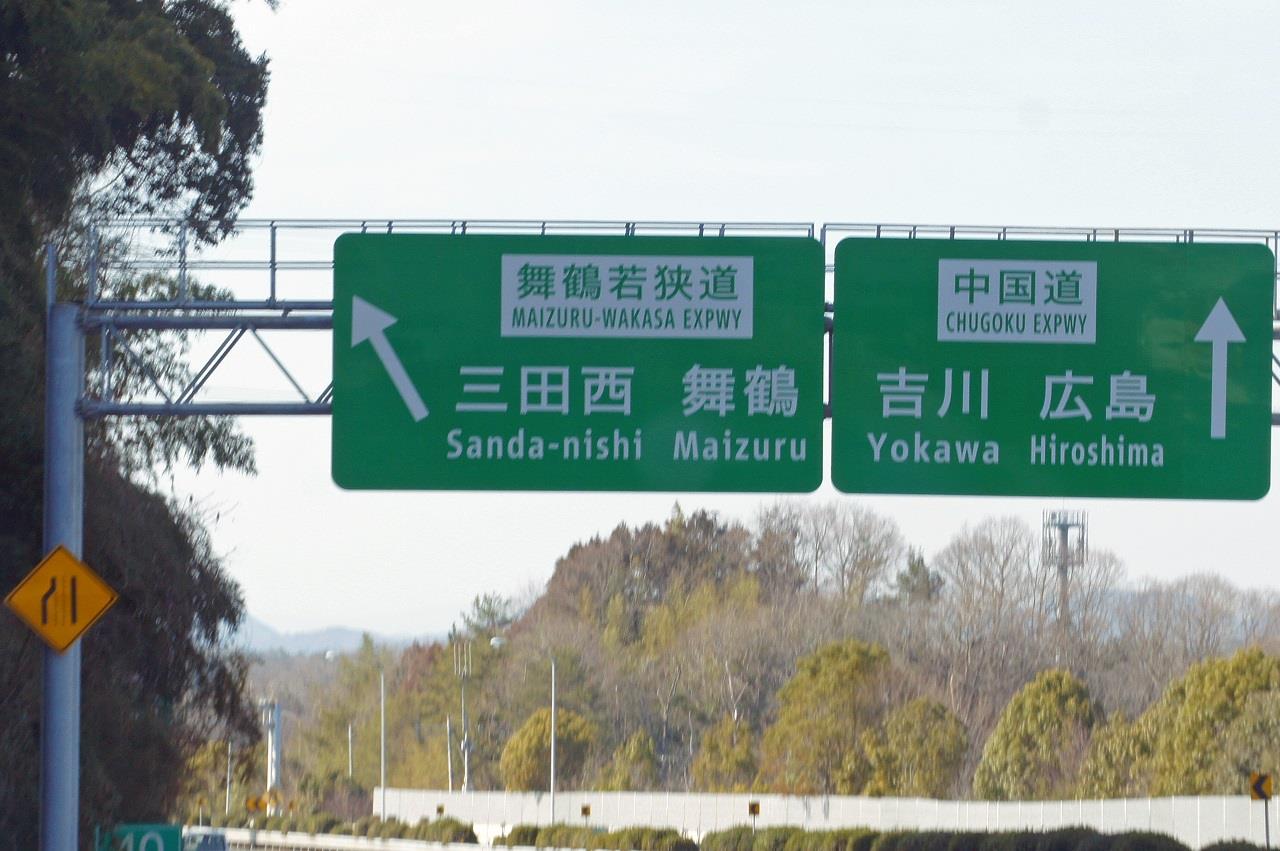 舞鶴若狭道
MAIZURU-WAKASA EXPWY
三田西 舞鶴
Sanda-nishi Maizuru
中国道
CHUGOKU EXPWY
吉川 広島
Yokawa Hiroshima